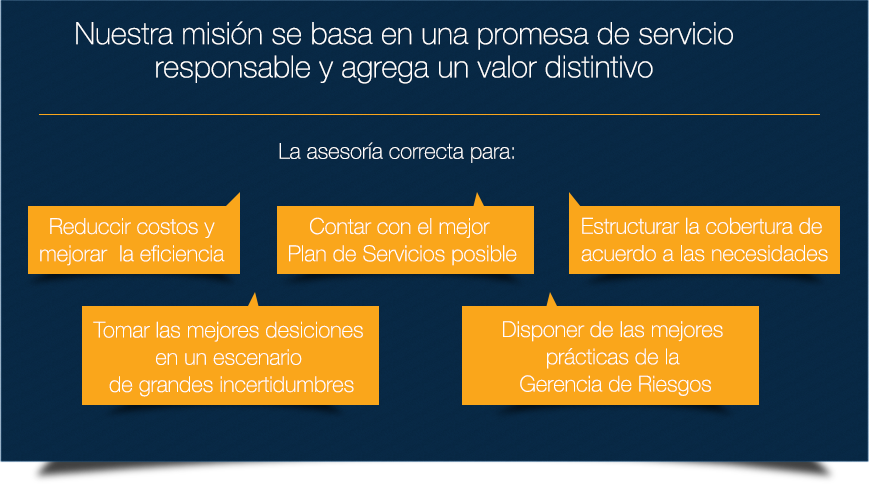 Nuestra misión se basa en una promesa de servicio
responsable y agrega un valor distintivo
La asesoría correcta para:
Reduccir costos y
mejorar la eficiencia
Contar con el mejor
Plan de Servicios posible
Estructurar la cobertura de
acuerdo a las necesidades
Tomar las mejores desiciones
en un escenario
de grandes incertidumbres
Disponer de las mejores
prácticas de la
Gerencia de Riesgos